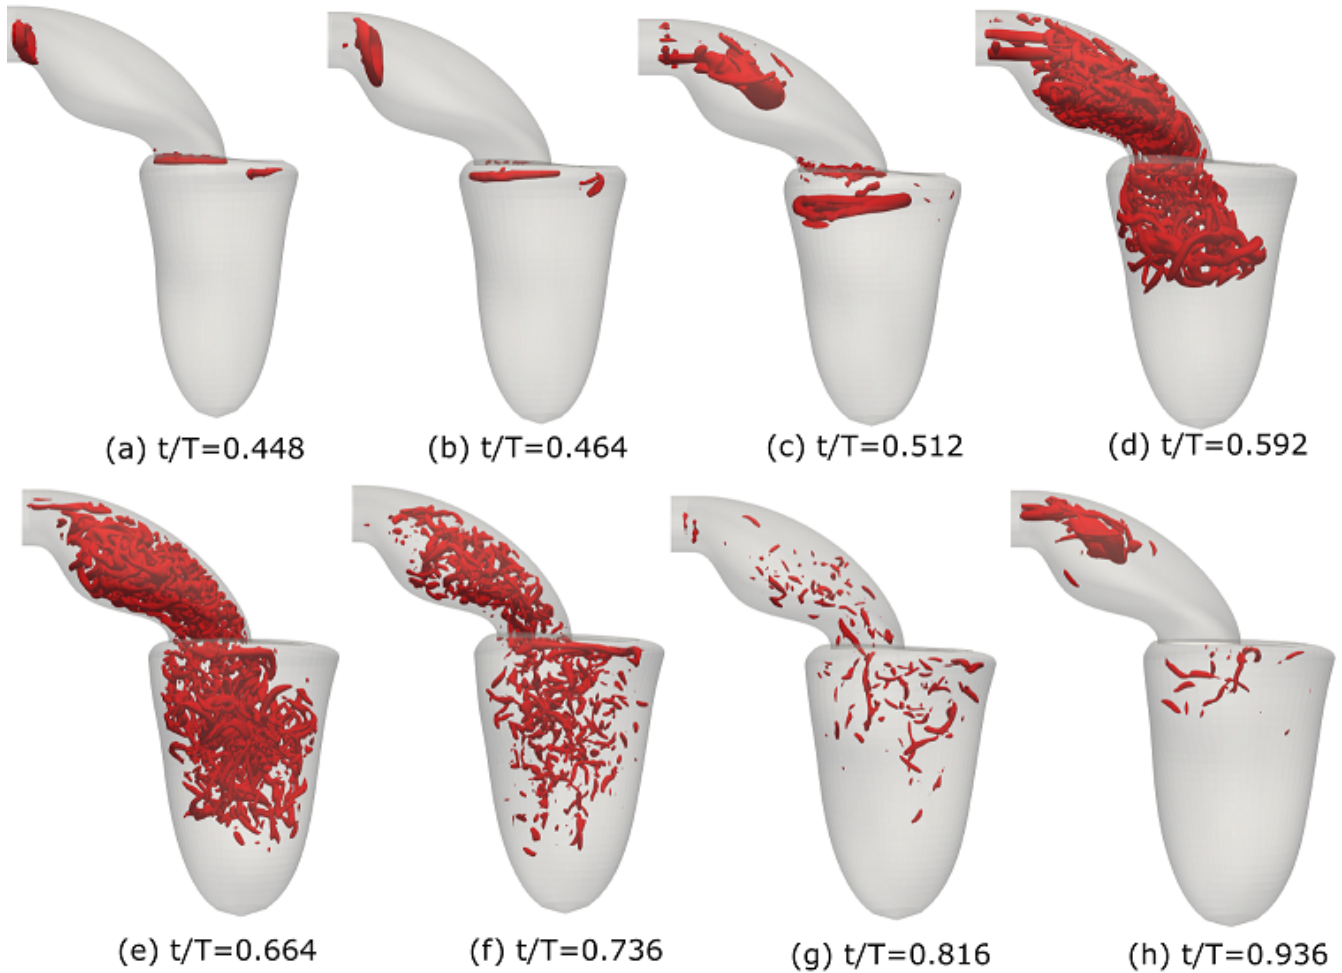 (a) t/T=0.448
(b) t/T=0.464
(c) t/T=0.512
(d) t/T=0.592
(e) t/T=0.664
(f) t/T=0.736
(g) t/T=0.816
(h) t/T=0.936